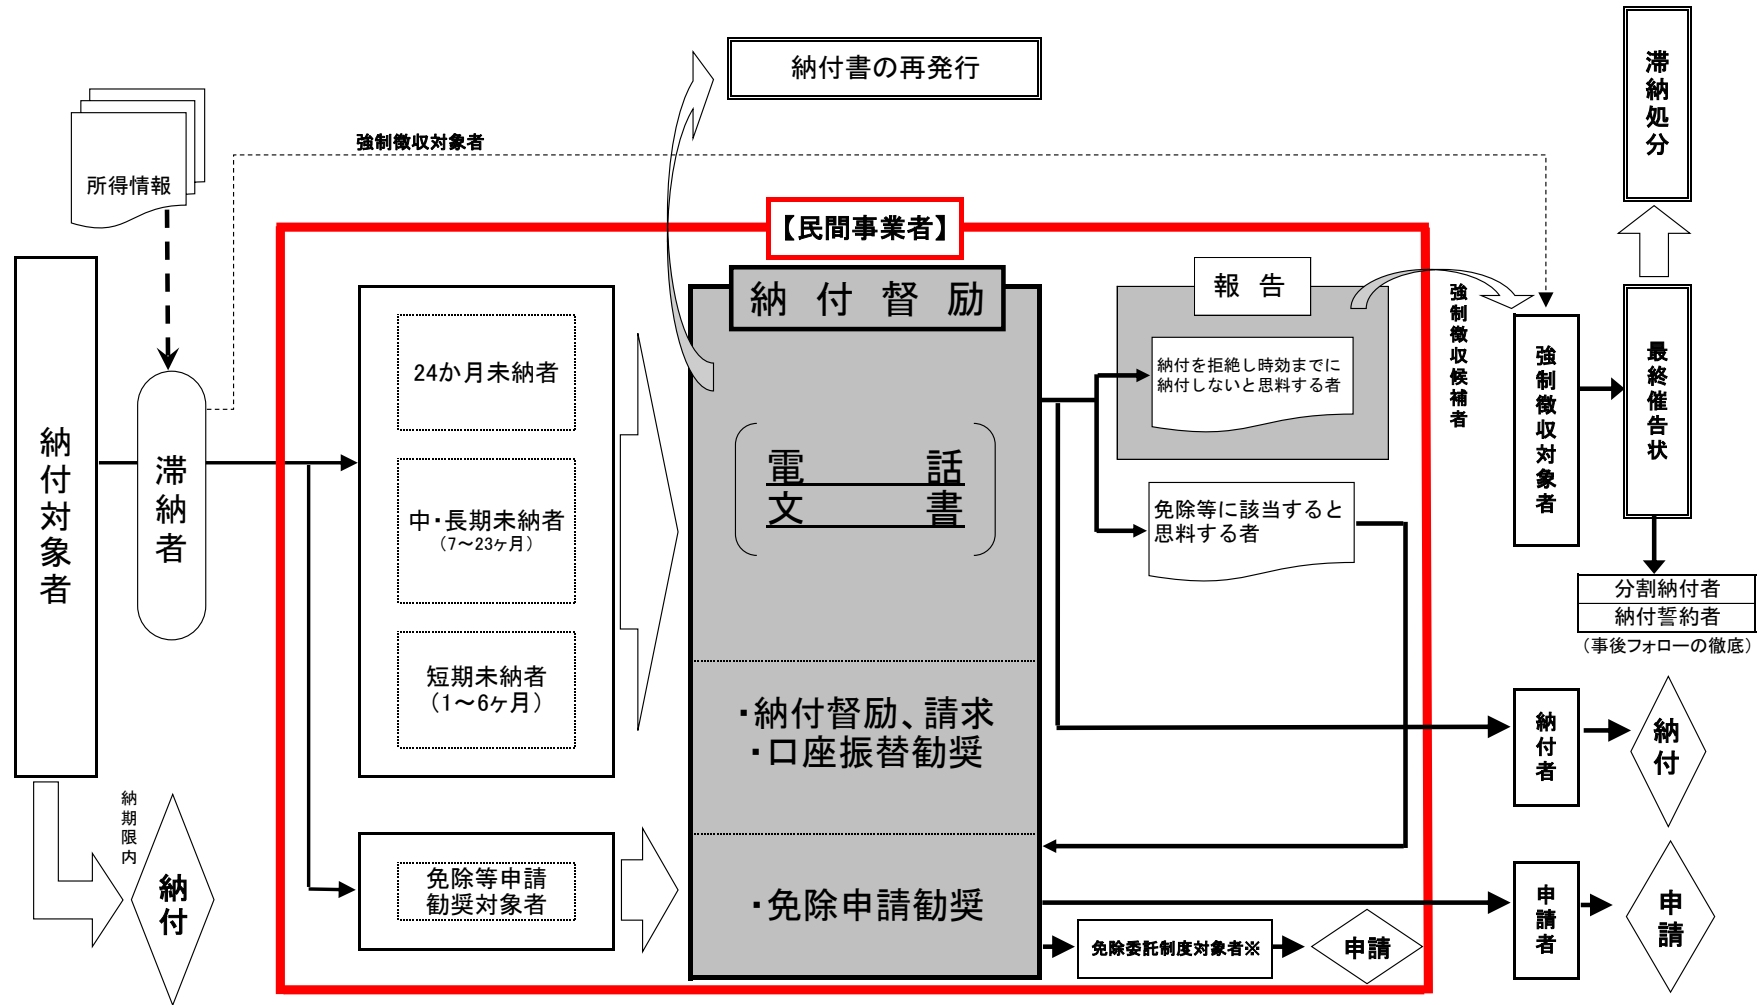 納付書の再発行
滞納処分
強制徴収対象者
所得情報
【民間事業者】
納付督励
報告
強制徴収候補者
24か月未納者
納付を拒絶し時効までに
納付しないと思料する者
強制徴収対象者
最終催告状
納付対象者
滞納者
電話
文書
中・長期未納者
(7～23ヶ月)
免除等に該当すると
思料する者
分割納付者
納付誓約者
(事後フォローの徹底)
短期未納者
(1～6ヶ月)
・納付督励、請求
・口座振替勧奨
納付者
納付
納期限内
納付
免除等申請
勧奨対象者
・免除申請勧奨
申請者
申請
免除委託制度対象者※
申請